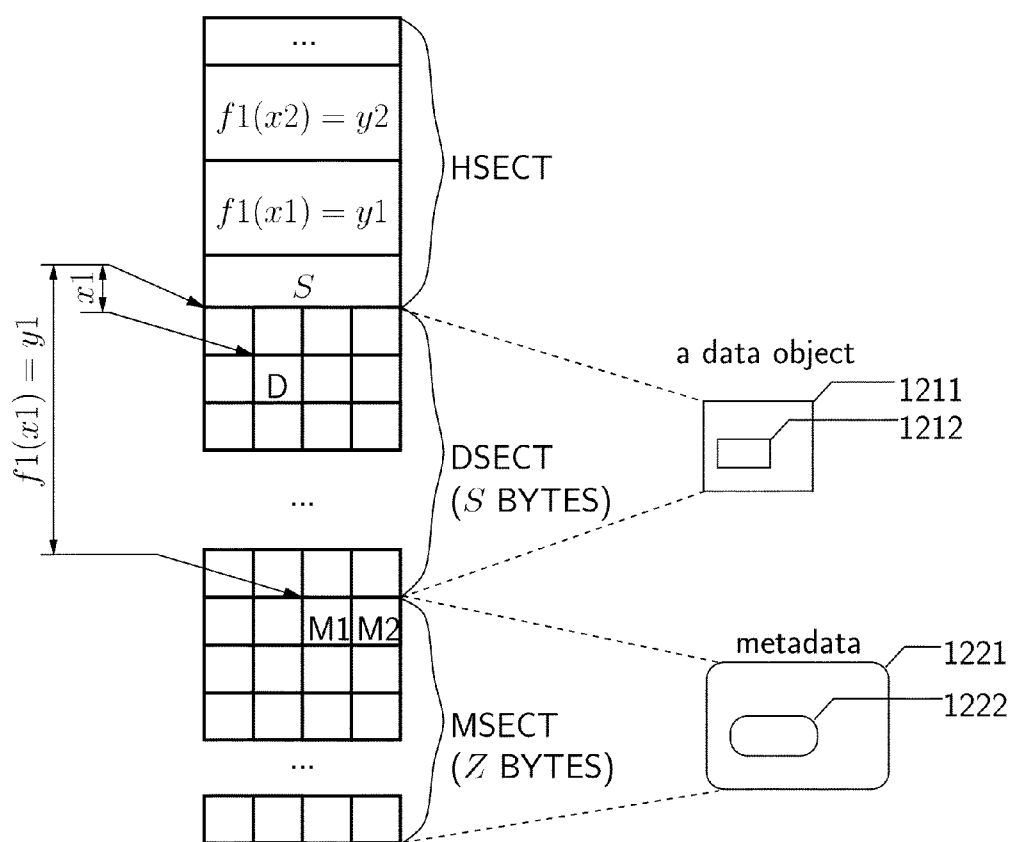 ...
f1(x2) = y2
f1(x1) = y1
S
HSECT
x1
f1(x1) = y1
D
...
DSECT
(S BYTES)
a data object
1211
1212
M1 M2
metadata
1221
1222
MSECT
(Z BYTES)
...